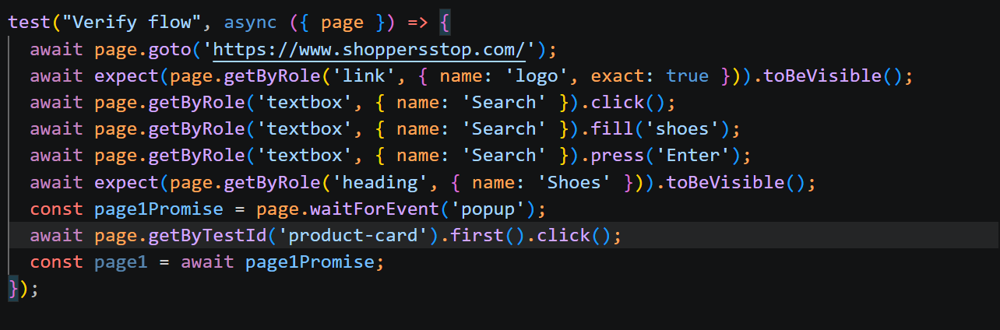 test("Verify flow", async ({ page }) => {
  await page.goto('https://www.shoppersstop.com/');
  await expect(page.getByRole('link', { name: 'logo', exact: true })).toBeVisible();
  await page.getByRole('textbox', { name: 'Search' }).click();
  await page.getByRole('textbox', { name: 'Search' }).fill('shoes');
  await page.getByRole('textbox', { name: 'Search' }).press('Enter');
  await expect(page.getByRole('heading', { name: 'Shoes' })).toBeVisible();
  const page1Promise = page.waitForEvent('popup');
  await page.getByTestId('product-card').first().click();
  const page1 = await page1Promise;
});